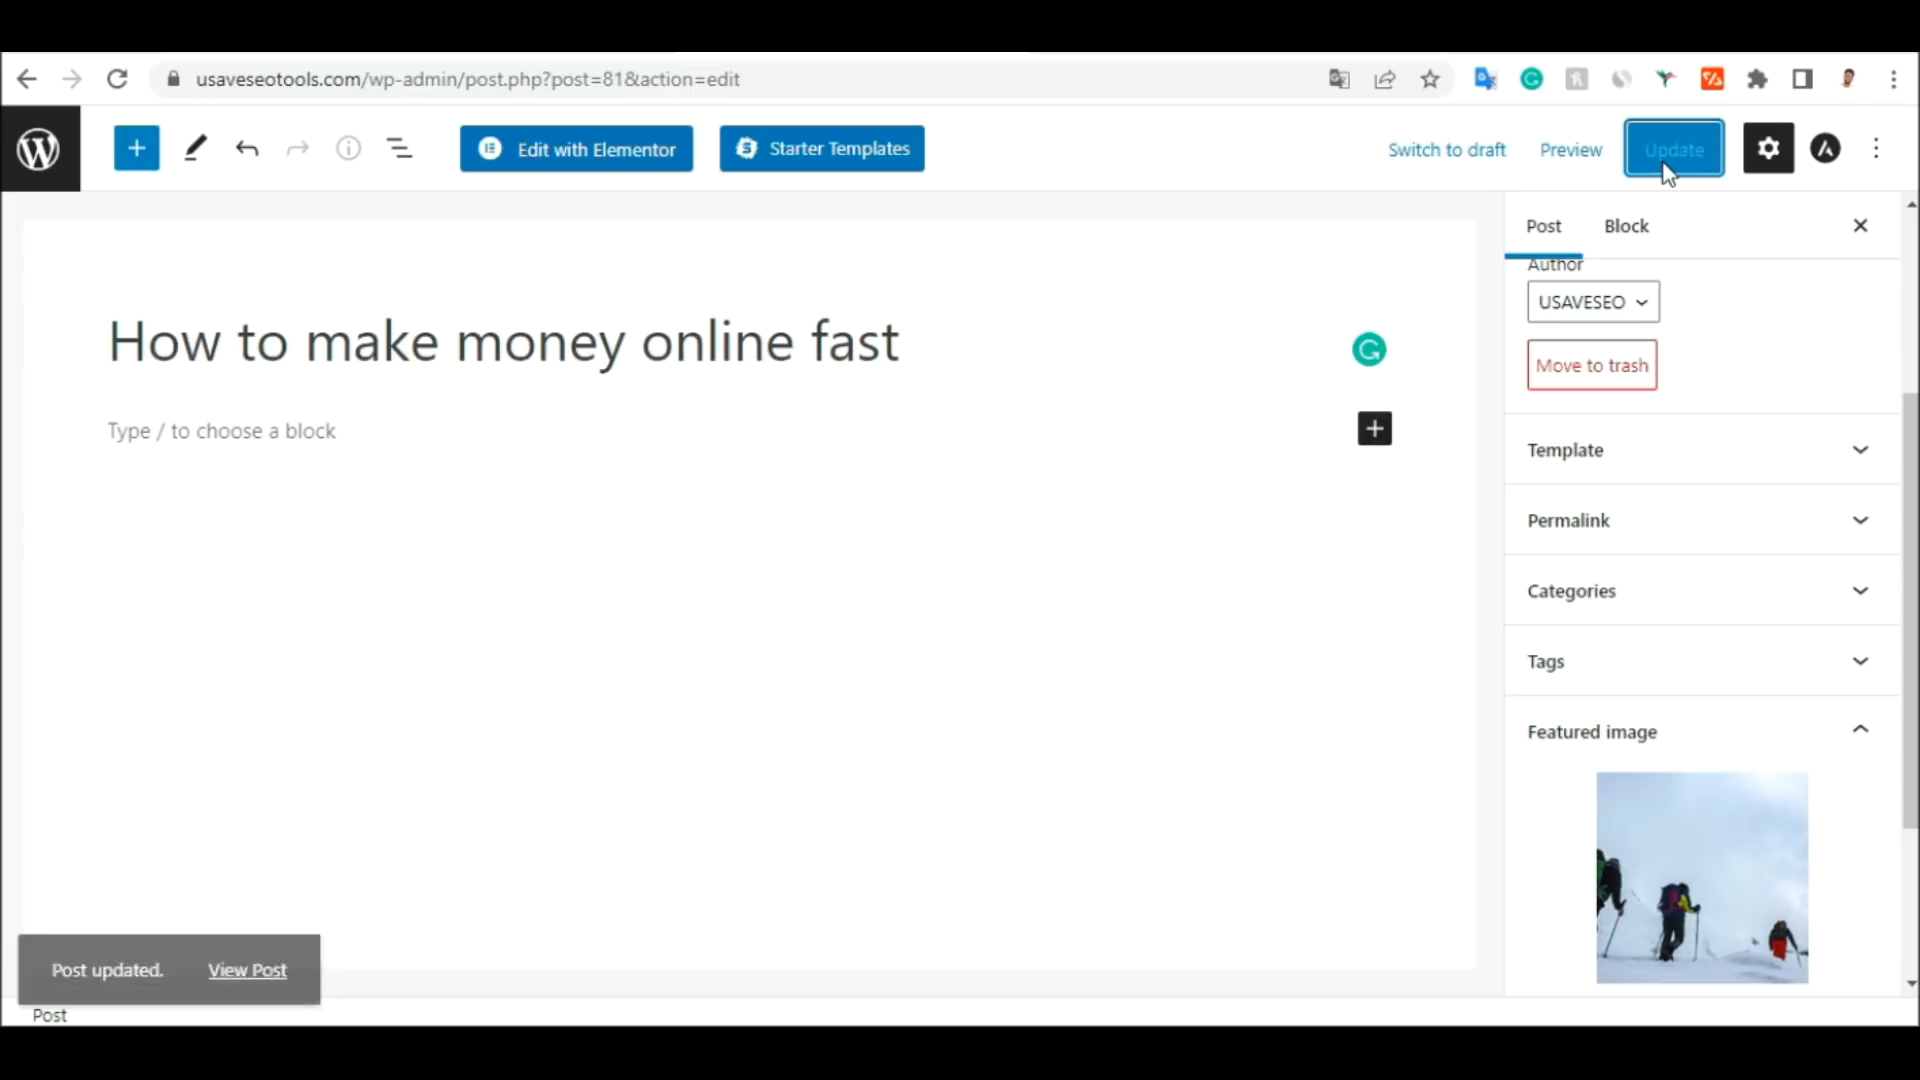 usaveseotools.com/wp-admin/post.php?post=81&action=edit
Edit with Elementor
Starter Templates
Switch to draft
Preview
Update
Post
Block
Author
USAVESEO
Move to trash
How to make money online fast
Type / to choose a block
Template
Permalink
Categories
Tags
Featured image
Post updated.
View Post
Post